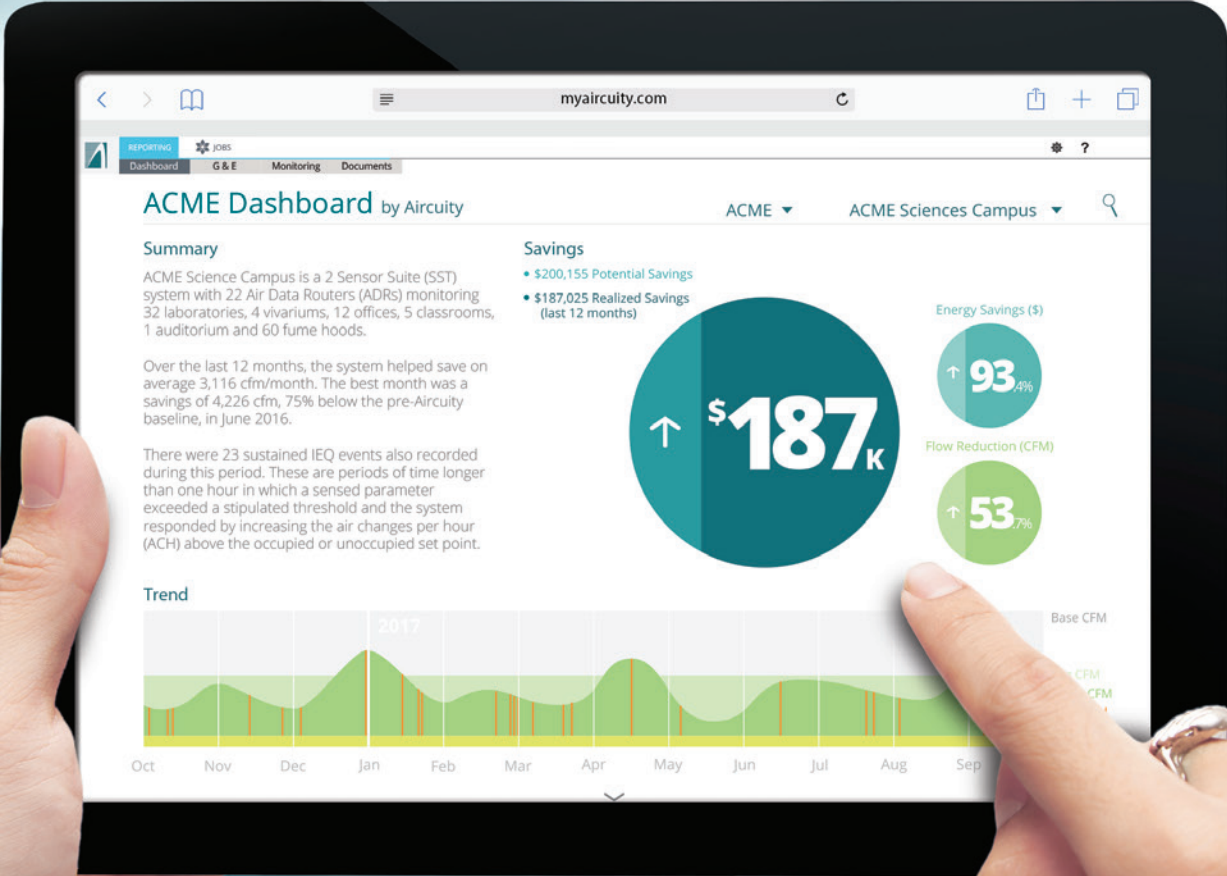 myaircuity.com
REPORTING
JOBS
?
Dashboard
G & E
Monitoring
Documents
ACME Dashboard by Aircuity
ACME
ACME Sciences Campus
Summary
ACME Science Campus is a 2 Sensor Suite (SST)
system with 22 Air Data Routers (ADRs) monitoring
32 laboratories, 4 vivariums, 12 offices, 5 classrooms,
1 auditorium and 60 fume hoods.
Over the last 12 months, the system helped save on
average 3,116 cfm/month. The best month was a
savings of 4,226 cfm, 75% below the pre-Aircuity
baseline, in June 2016.
There were 23 sustained IEQ events also recorded
during this period. These are periods of time longer
than one hour in which a sensed parameter
exceeded a stipulated threshold and the system
responded by increasing the air changes per hour
(ACH) above the occupied or unoccupied set point.
Savings
• $200,155 Potential Savings
• $187,025 Realized Savings
(last 12 months)
$187K
Energy Savings ($)
93.4%
Flow Reduction (CFM)
53.7%
Trend
2017
Base CFM
CFM
CFM
Oct
Nov
Dec
Jan
Feb
Mar
Apr
May
Jun
Jul
Aug
Sep